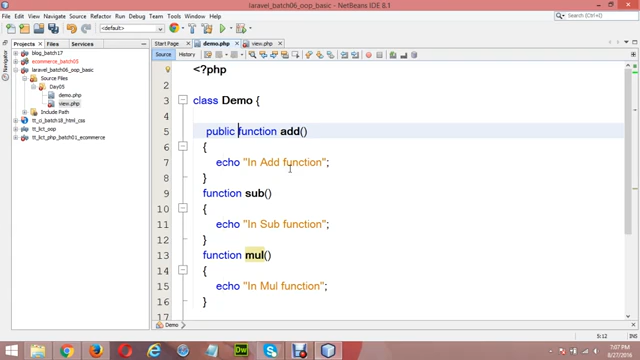 laravel_batch06_oop_basic - NetBeans IDE 8.1
File Edit View Navigate Source Refactor Run Debug Team Tools Window Help
Search (Ctrl+I)
<default>
Projects Files Services
Start Page demo.php view.php
Source History
Navigator
blog_batch17
ecommerce_batch05
laravel_batch06_oop_basic
Source Files
Day05
demo.php
view.php
Include Path
tt_ci_batch18_html_css
tt_lict_oop
tt_lict_php_batch01_ecommerce
1 <?php
2
3 class Demo {
4
5 public function add()
6 {
7 echo "In Add function";
8 }
9 function sub()
10 {
11 echo "In Sub function";
12 }
13 function mul()
14 {
15 echo "In Mul function";
16 }
Demo
5:12
7:07 PM
8/27/2016